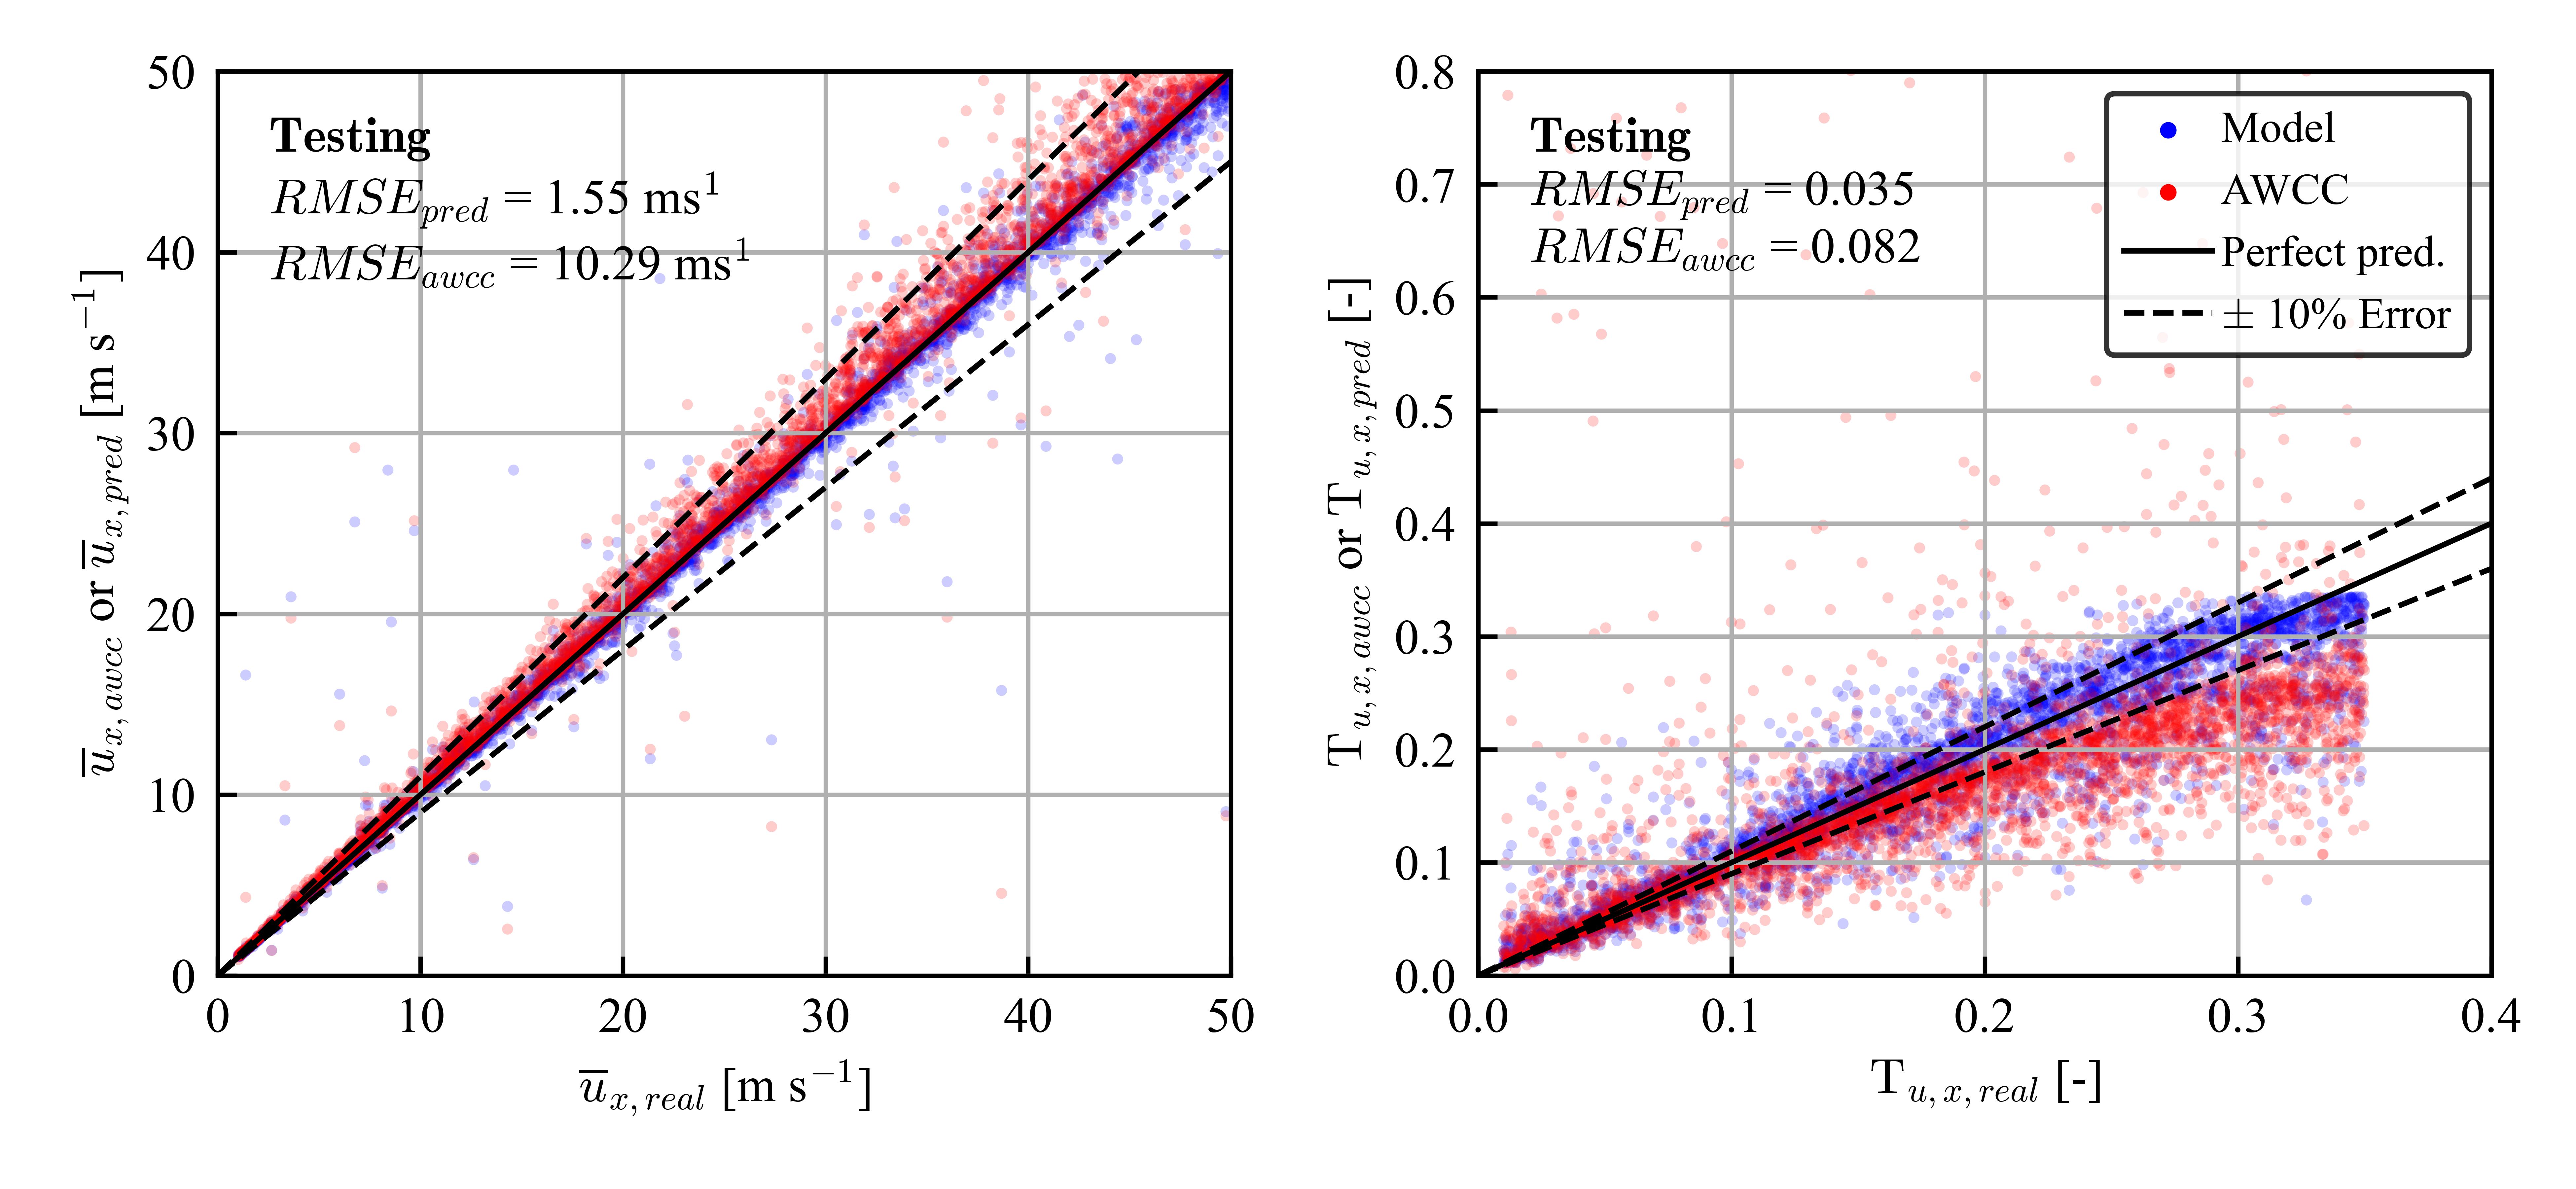 50
40
30
20
10
0
0 10 20 30 40 50
u̅x,awcc or u̅x,pred [m s⁻¹]
u̅x,real [m s⁻¹]
Testing
RMSEpred = 1.55 ms¹
RMSEawcc = 10.29 ms¹
0.8
0.7
0.6
0.5
0.4
0.3
0.2
0.1
0.0
0.0 0.1 0.2 0.3 0.4
Tu,x,awcc or Tu,x,pred [-]
Tu,x,real [-]
Testing
RMSEpred = 0.035
RMSEawcc = 0.082
Model
AWCC
Perfect pred.
± 10% Error